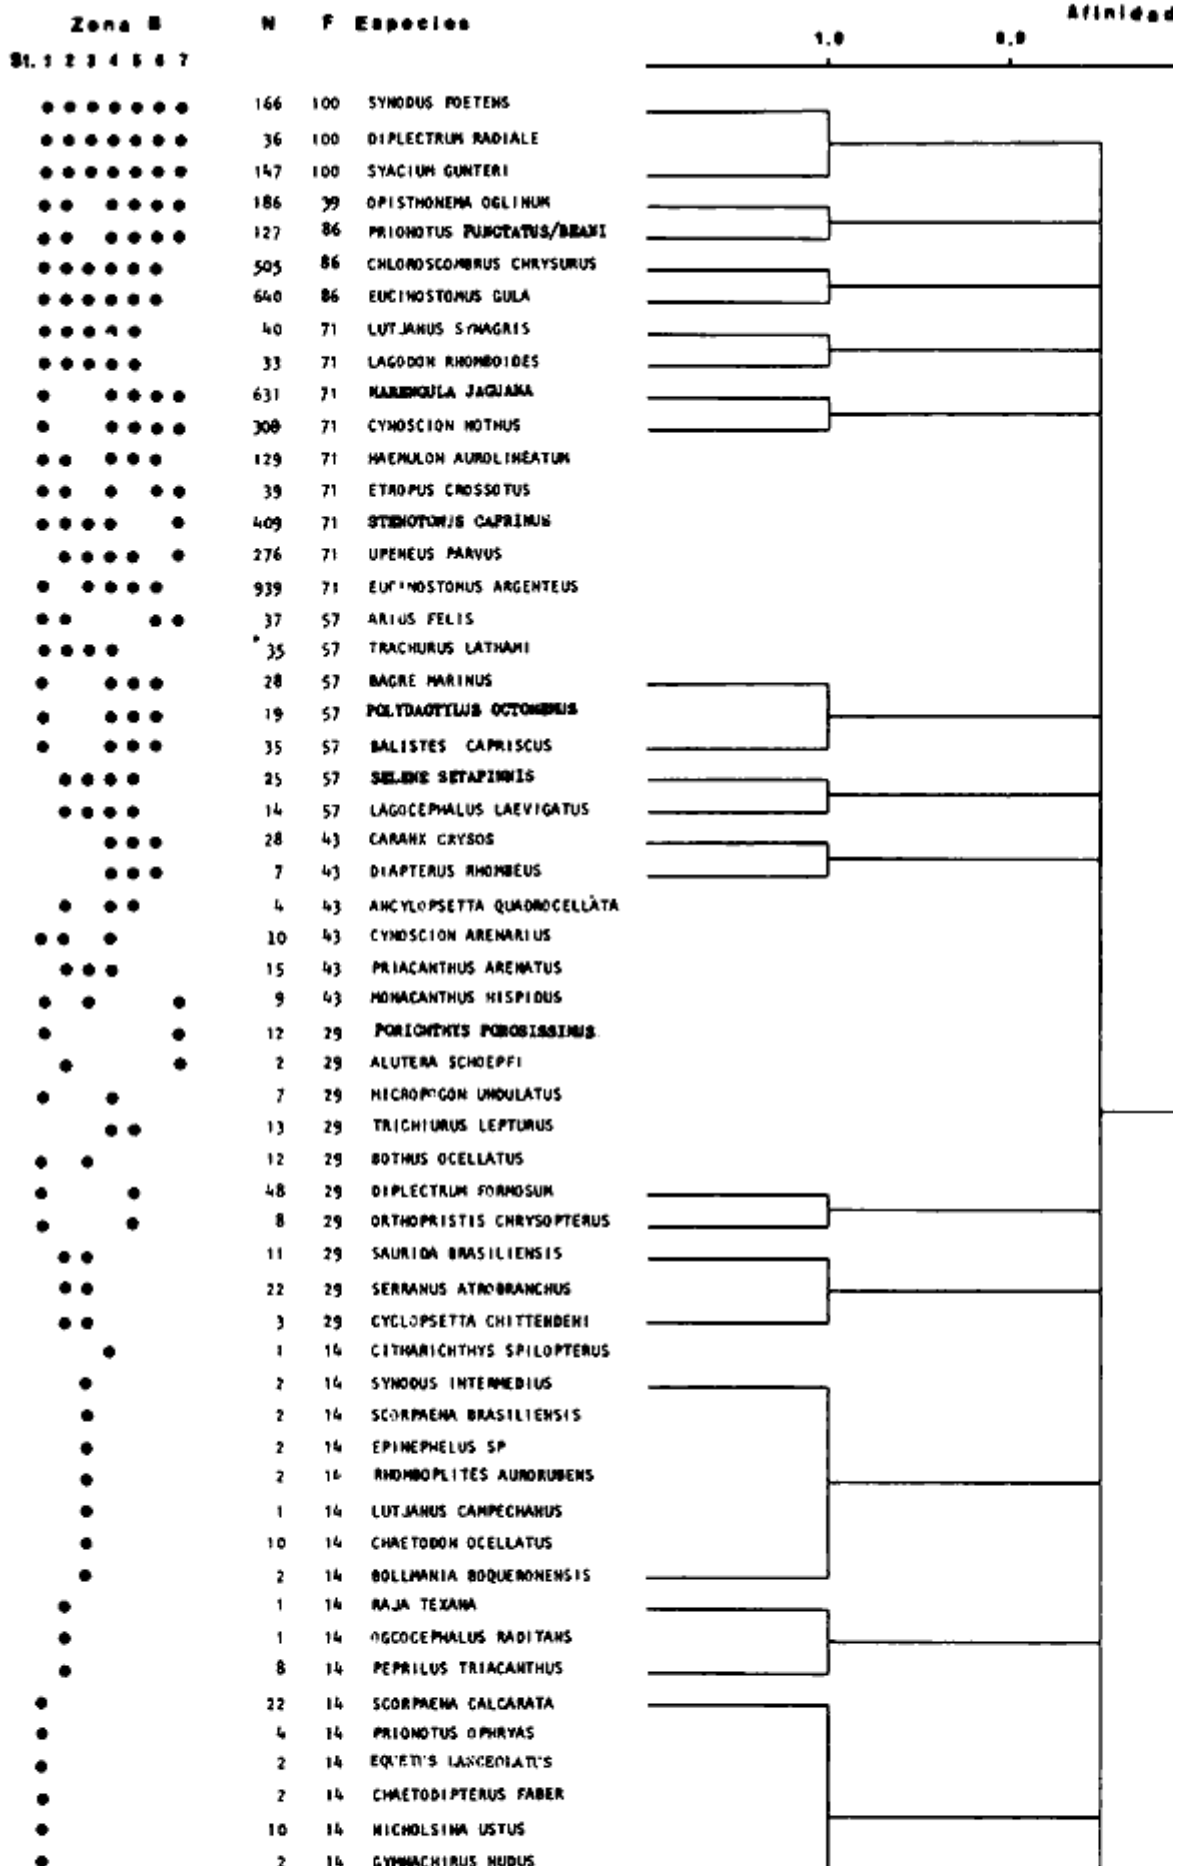 Zona B N F Especies Afinidad
1,0 0,9
St. 1 2 3 4 5 6 7
166 100 SYNODUS FOETENS
36 100 DIPLECTRUM RADIALE
147 100 SYACIUM GUNTERI
186 39 OPISTHONEMA OGLINUM
127 86 PRIONOTUS PUNCTATUS/BEANI
505 86 CHLOROSCOMBRUS CHRYSURUS
640 86 EUCINOSTOMUS GULA
40 71 LUTJANUS SYNAGRIS
33 71 LAGODON RHOMBOIDES
631 71 HARENGULA JAGUANA
308 71 CYNOSCION NOTHUS
129 71 HAEMULON AUROLINEATUM
39 71 ETROPUS CROSSOTUS
409 71 STENOTOMUS CAPRINUS
276 71 UPENEUS PARVUS
939 71 EUCINOSTOMUS ARGENTEUS
37 57 ARIUS FELIS
35 57 TRACHURUS LATHAMI
28 57 BAGRE MARINUS
19 57 POLYDACTYLUS OCTONEMUS
35 57 BALISTES CAPRISCUS
25 57 SELENE SETAPINNIS
14 57 LAGOCEPHALUS LAEVIGATUS
28 43 CARANX CRYSOS
7 43 DIAPTERUS RHOMBEUS
4 43 ANCYLOPSETTA QUADROCELLATA
10 43 CYNOSCION ARENARIUS
15 43 PRIACANTHUS ARENATUS
9 43 MONACANTHUS HISPIDUS
12 29 PORICHTHYS POROSISSIMUS
2 29 ALUTERA SCHOEPFI
7 29 MICROPOGON UNDULATUS
13 29 TRICHIURUS LEPTURUS
12 29 BOTHUS OCELLATUS
48 29 DIPLECTRUM FORMOSUM
8 29 ORTHOPRISTIS CHRYSOPTERUS
11 29 SAURIDA BRASILIENSIS
22 29 SERRANUS ATROBRANCHUS
3 29 CYCLOPSETTA CHITTENDENI
1 14 CITHARICHTHYS SPILOPTERUS
2 14 SYNODUS INTERMEDIUS
2 14 SCORPAENA BRASILIENSIS
2 14 EPINEPHELUS SP
2 14 RHOMBOPLITES AURORUBENS
1 14 LUTJANUS CAMPECHANUS
10 14 CHAETODON OCELLATUS
2 14 BOLLMANIA BOQUERONENSIS
1 14 RAJA TEXANA
1 14 OGCOCEPHALUS RADITANS
8 14 PEPRILUS TRIACANTHUS
22 14 SCORPAENA CALCARATA
4 14 PRIONOTUS OPHRYAS
2 14 EQUETUS LANCEOLATUS
2 14 CHAETODIPTERUS FABER
10 14 NICHOLSINA USTUS
2 14 GYMNACHIRUS NUDUS